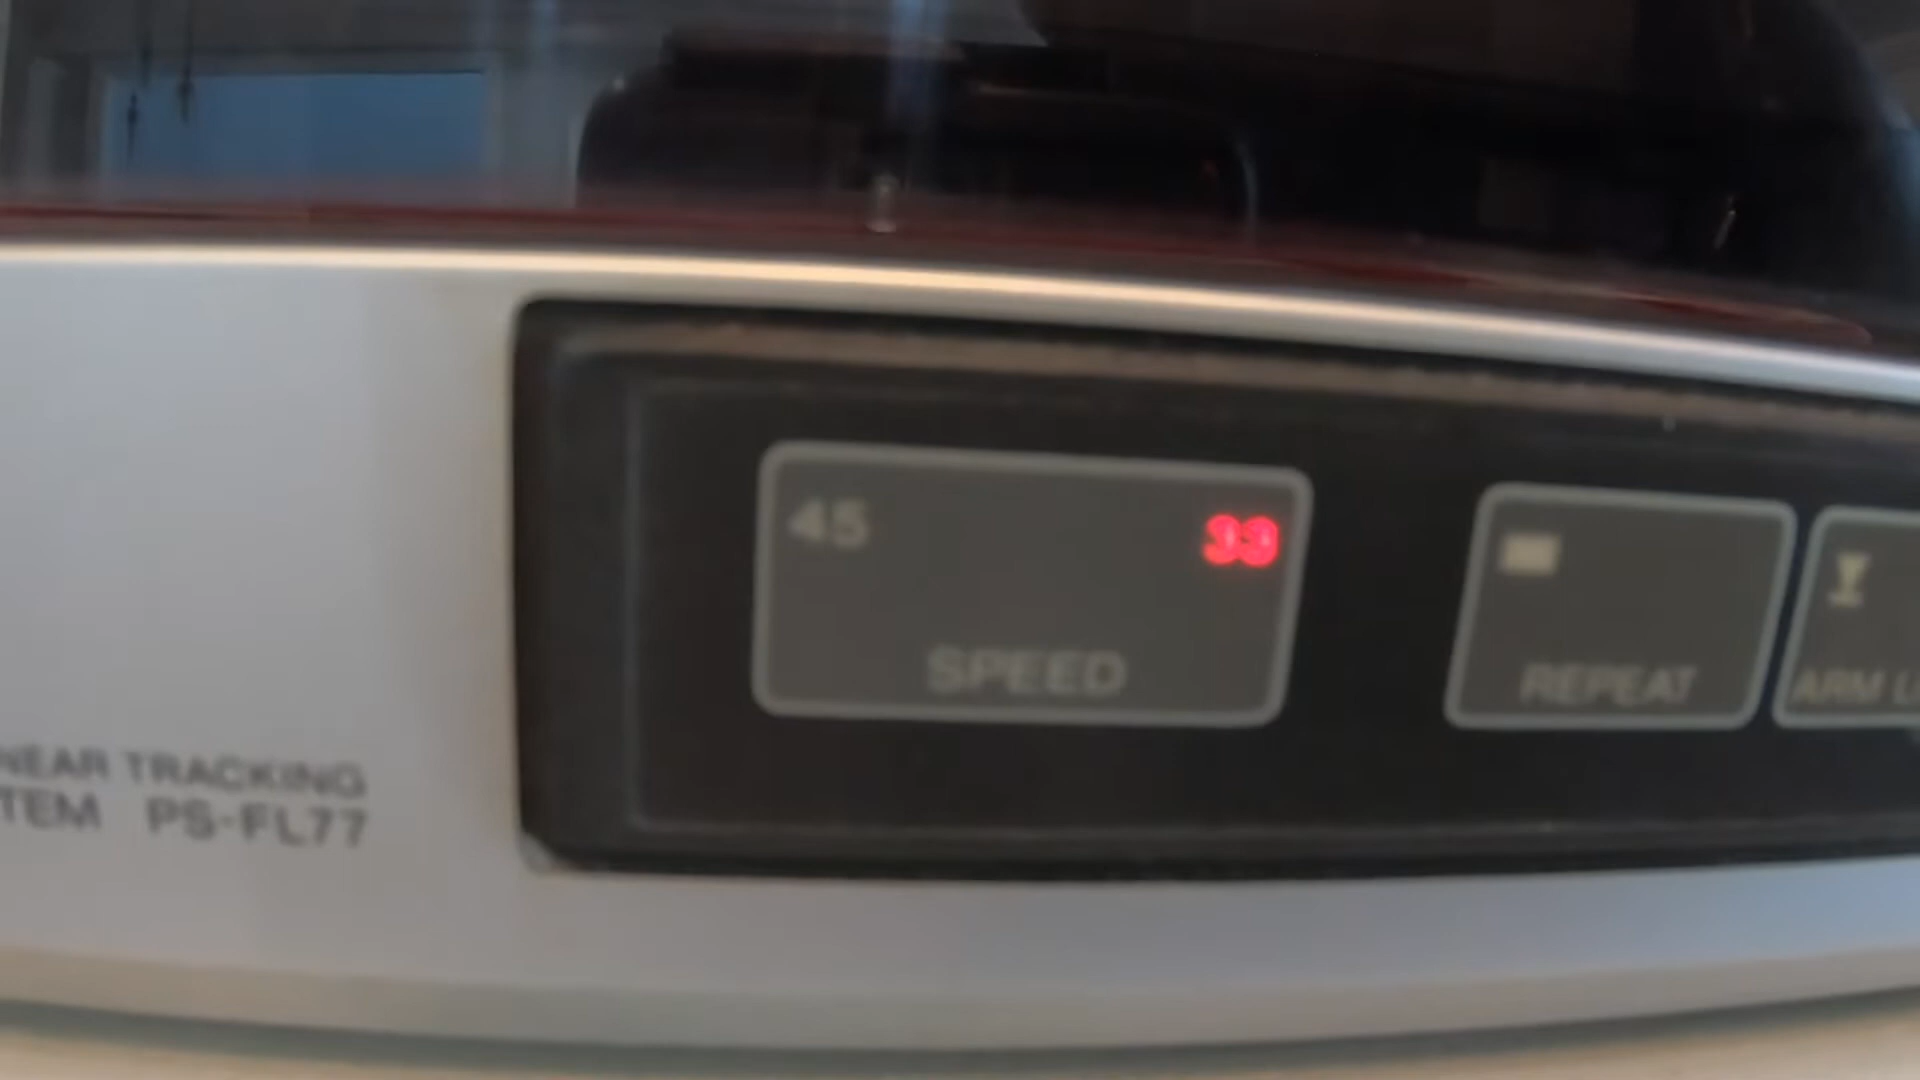 45 33
SPEED
REPEAT
ARM
NEAR TRACKING
TEM PS-FL77